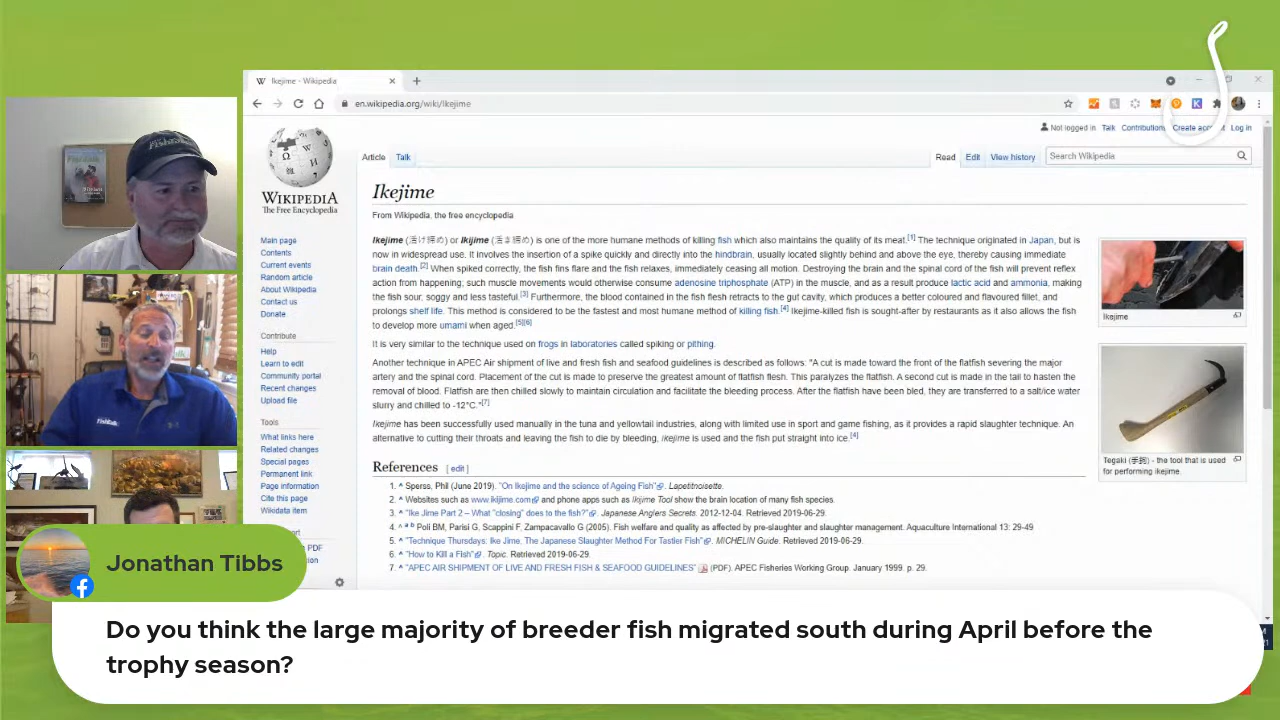 Ikejime - Wikipedia
en.wikipedia.org/wiki/Ikejime
Not logged in Talk Contributions Create account Log in
WIKIPEDIA
The Free Encyclopedia
Article Talk
Read Edit View history Search Wikipedia
Main page
Contents
Current events
Random article
About Wikipedia
Contact us
Donate
Contribute
Help
Learn to edit
Community portal
Recent changes
Upload file
Tools
What links here
Related changes
Special pages
Permanent link
Page information
Cite this page
Wikidata item
PDF
Ikejime
From Wikipedia, the free encyclopedia
Ikejime (活け締め) or Ikijime (活き締め) is one of the more humane methods of killing fish which also maintains the quality of its meat.[1] The technique originated in Japan, but is
now in widespread use. It involves the insertion of a spike quickly and directly into the hindbrain, usually located slightly behind and above the eye, thereby causing immediate
brain death.[2] When spiked correctly, the fish fins flare and the fish relaxes, immediately ceasing all motion. Destroying the brain and the spinal cord of the fish will prevent reflex
action from happening, such muscle movements would otherwise consume adenosine triphosphate (ATP) in the muscle, and as a result produce lactic acid and ammonia, making
the fish sour, soggy and less tasteful.[3] Furthermore, the blood contained in the fish flesh retracts to the gut cavity, which produces a better coloured and flavoured fillet, and
prolongs shelf life. This method is considered to be the fastest and most humane method of killing fish.[4] Ikejime-killed fish is sought-after by restaurants as it also allows the fish
to develop more umami when aged.[5][6]
It is very similar to the technique used on frogs in laboratories called spiking or pithing.
Another technique in APEC Air shipment of live and fresh fish and seafood guidelines is described as follows: "A cut is made toward the front of the flatfish severing the major
artery and the spinal cord. Placement of the cut is made to preserve the greatest amount of flatfish flesh. This paralyzes the flatfish. A second cut is made in the tail to hasten the
removal of blood. Flatfish are then chilled slowly to maintain circulation and facilitate the bleeding process. After the flatfish have been bled, they are transferred to a salt/ice water
slurry and chilled to -12°C."[7]
Ikejime has been successfully used manually in the tuna and yellowtail industries, along with limited use in sport and game fishing, as it provides a rapid slaughter technique. An
alternative to cutting their throats and leaving the fish to die by bleeding, ikejime is used and the fish put straight into ice.[4]
References [ edit ]
1. ^ Sperss, Phil (June 2019). "On Ikejime and the science of Ageing Fish". Lapetitnoisette.
2. ^ Websites such as www.ikijime.com and phone apps such as Ikijime Tool show the brain location of many fish species.
3. ^ "Ike Jime Part 2 – What "closing" does to the fish?". Japanese Anglers Secrets. 2012-12-04. Retrieved 2019-06-29.
4. ^ a b Poli BM, Parisi G, Scappini F, Zampacavallo G (2005). Fish welfare and quality as affected by pre-slaughter and slaughter management. Aquaculture International 13: 29-49
5. ^ "Technique Thursdays: Ike Jime, The Japanese Slaughter Method For Tastier Fish". MICHELIN Guide. Retrieved 2019-06-29.
6. ^ "How to Kill a Fish". Topic. Retrieved 2019-06-29.
7. ^ "APEC AIR SHIPMENT OF LIVE AND FRESH FISH & SEAFOOD GUIDELINES" (PDF). APEC Fisheries Working Group. January 1999. p. 29.
Ikejime
Tegaki (手鉤) - the tool that is used
for performing ikejime.
Jonathan Tibbs
Do you think the large majority of breeder fish migrated south during April before the
trophy season?